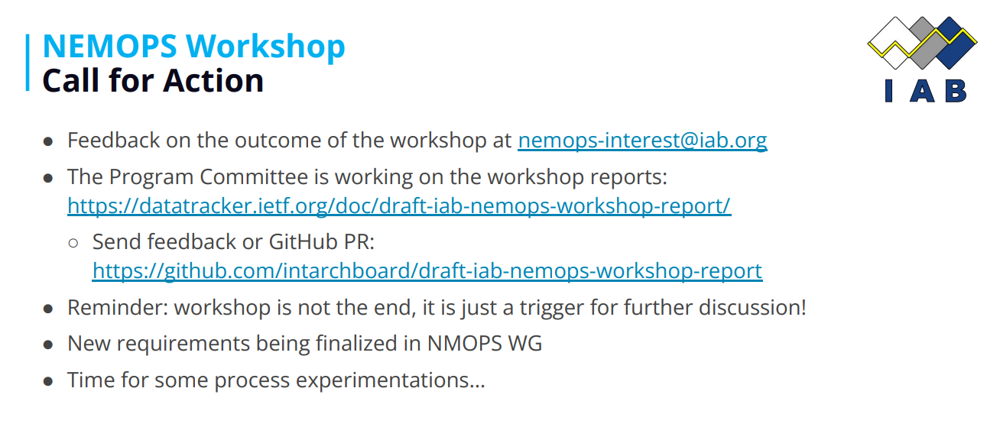 NEMOPS Workshop
Call for Action
I A B
● Feedback on the outcome of the workshop at nemops-interest@iab.org
● The Program Committee is working on the workshop reports:
https://datatracker.ietf.org/doc/draft-iab-nemops-workshop-report/
○ Send feedback or GitHub PR:
https://github.com/intarchboard/draft-iab-nemops-workshop-report
● Reminder: workshop is not the end, it is just a trigger for further discussion!
● New requirements being finalized in NMOPS WG
● Time for some process experimentations...